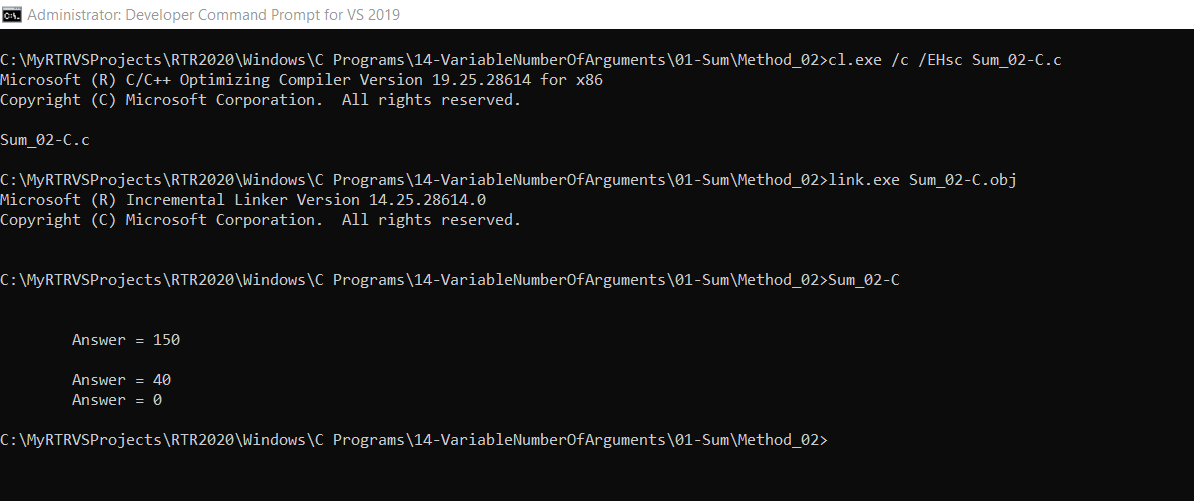 Administrator: Developer Command Prompt for VS 2019
C:\MyRTRVSProjects\RTR2020\Windows\C Programs\14-VariableNumberOfArguments\01-Sum\Method_02>cl.exe /c /EHsc Sum_02-C.c
Microsoft (R) C/C++ Optimizing Compiler Version 19.25.28614 for x86
Copyright (C) Microsoft Corporation.  All rights reserved.
Sum_02-C.c
C:\MyRTRVSProjects\RTR2020\Windows\C Programs\14-VariableNumberOfArguments\01-Sum\Method_02>link.exe Sum_02-C.obj
Microsoft (R) Incremental Linker Version 14.25.28614.0
Copyright (C) Microsoft Corporation.  All rights reserved.
C:\MyRTRVSProjects\RTR2020\Windows\C Programs\14-VariableNumberOfArguments\01-Sum\Method_02>Sum_02-C
Answer = 150
Answer = 40
Answer = 0
C:\MyRTRVSProjects\RTR2020\Windows\C Programs\14-VariableNumberOfArguments\01-Sum\Method_02>